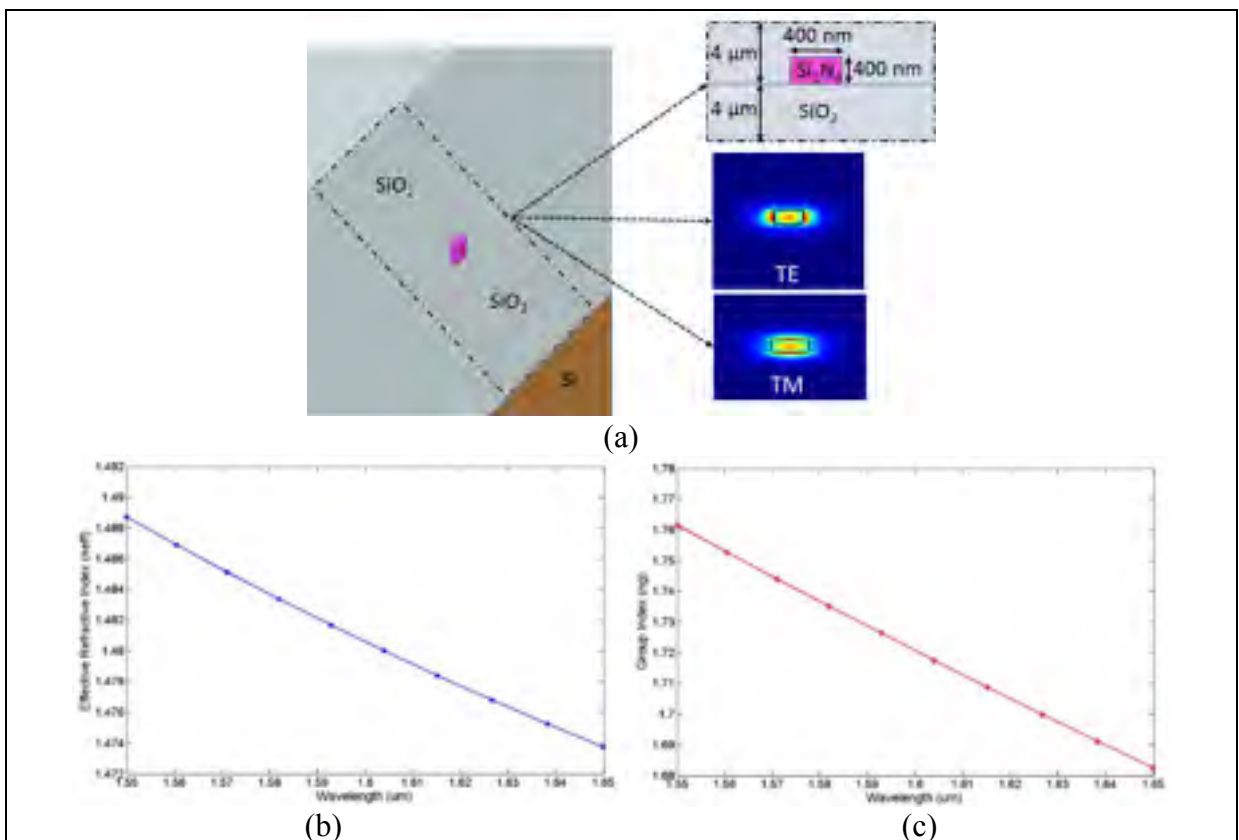 400 nm
4 μm
Si₃N₄
400 nm
4 μm
SiO₂
SiO₂
SiO₂
Si
TE
TM
(a)
1.492
1.49
1.488
1.486
1.484
1.482
1.48
1.478
1.476
1.474
1.472
Effective Refractive Index (neff)
1.55 1.56 1.57 1.58 1.59 1.6 1.61 1.62 1.63 1.64 1.65
Wavelength (um)
(b)
1.78
1.77
1.76
1.75
1.74
1.73
1.72
1.71
1.7
1.69
1.68
Group Index (ng)
1.55 1.56 1.57 1.58 1.59 1.6 1.61 1.62 1.63 1.64 1.65
Wavelength (um)
(c)